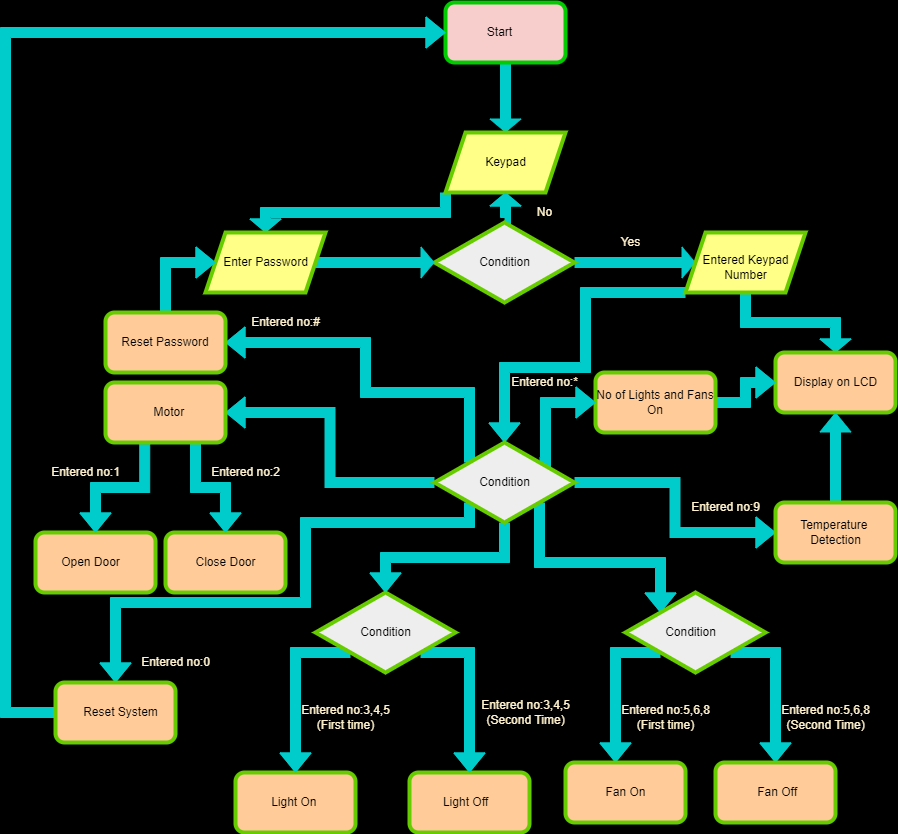 Start
Keypad
No
Yes
Enter Password
Condition
Entered Keypad
Number
Entered no:#
Reset Password
Entered no:*
No of Lights and Fans
On
Display on LCD
Motor
Entered no:1
Entered no:2
Condition
Entered no:9
Temperature
Detection
Open Door
Close Door
Condition
Condition
Entered no:0
Reset System
Entered no:3,4,5
(First time)
Entered no:3,4,5
(Second Time)
Entered no:5,6,8
(First time)
Entered no:5,6,8
(Second Time)
Light On
Light Off
Fan On
Fan Off